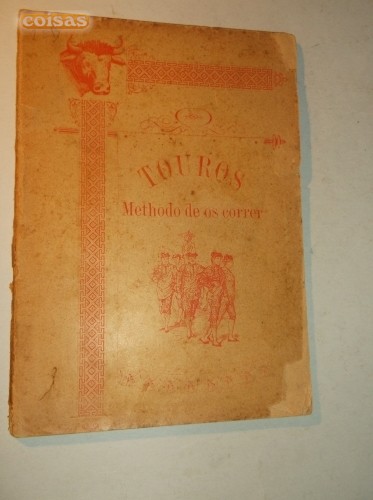 coisas
TOUROS
Methodo de os correr